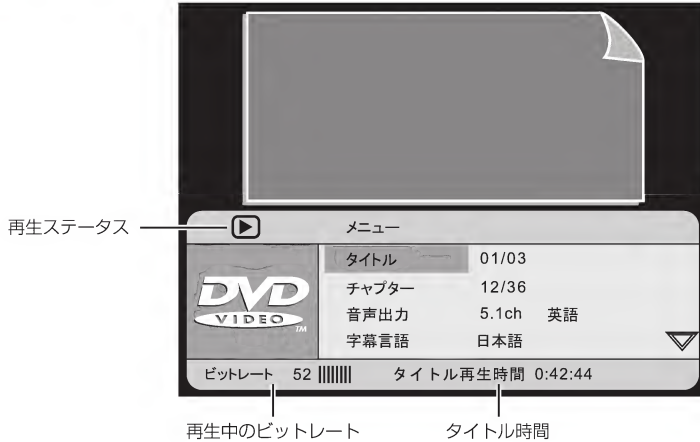 再生ステータス
メニュー
タイトル 01/03
チャプター 12/36
音声出力 5.1ch 英語
字幕言語 日本語
DVD
VIDEO
TM
ビットレート 52 タイトル再生時間 0:42:44
再生中のビットレート タイトル時間